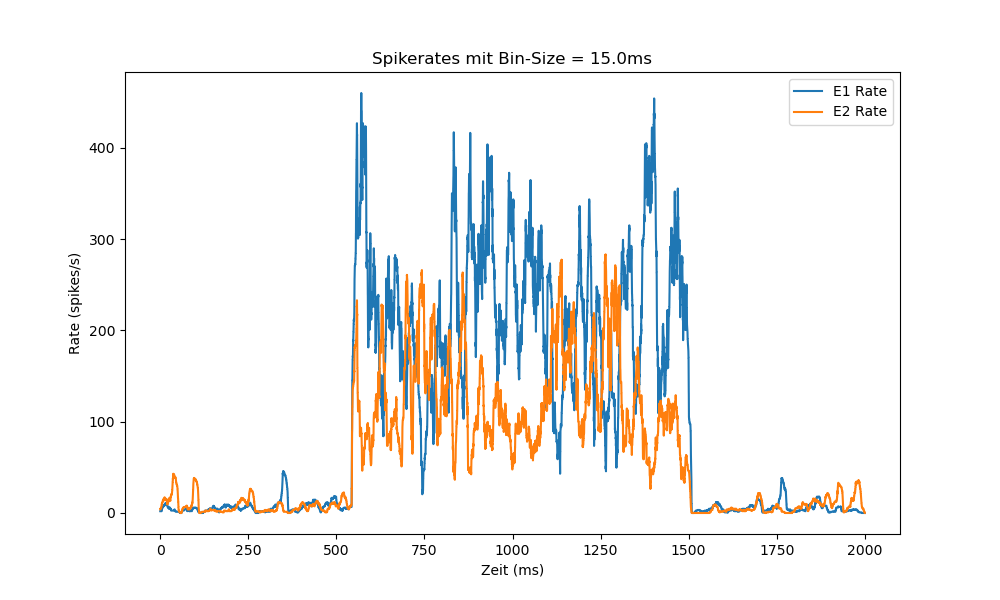 Spikerates mit Bin-Size = 15.0ms
E1 Rate
E2 Rate
Rate (spikes/s)
400
300
200
100
0
0 250 500 750 1000 1250 1500 1750 2000
Zeit (ms)